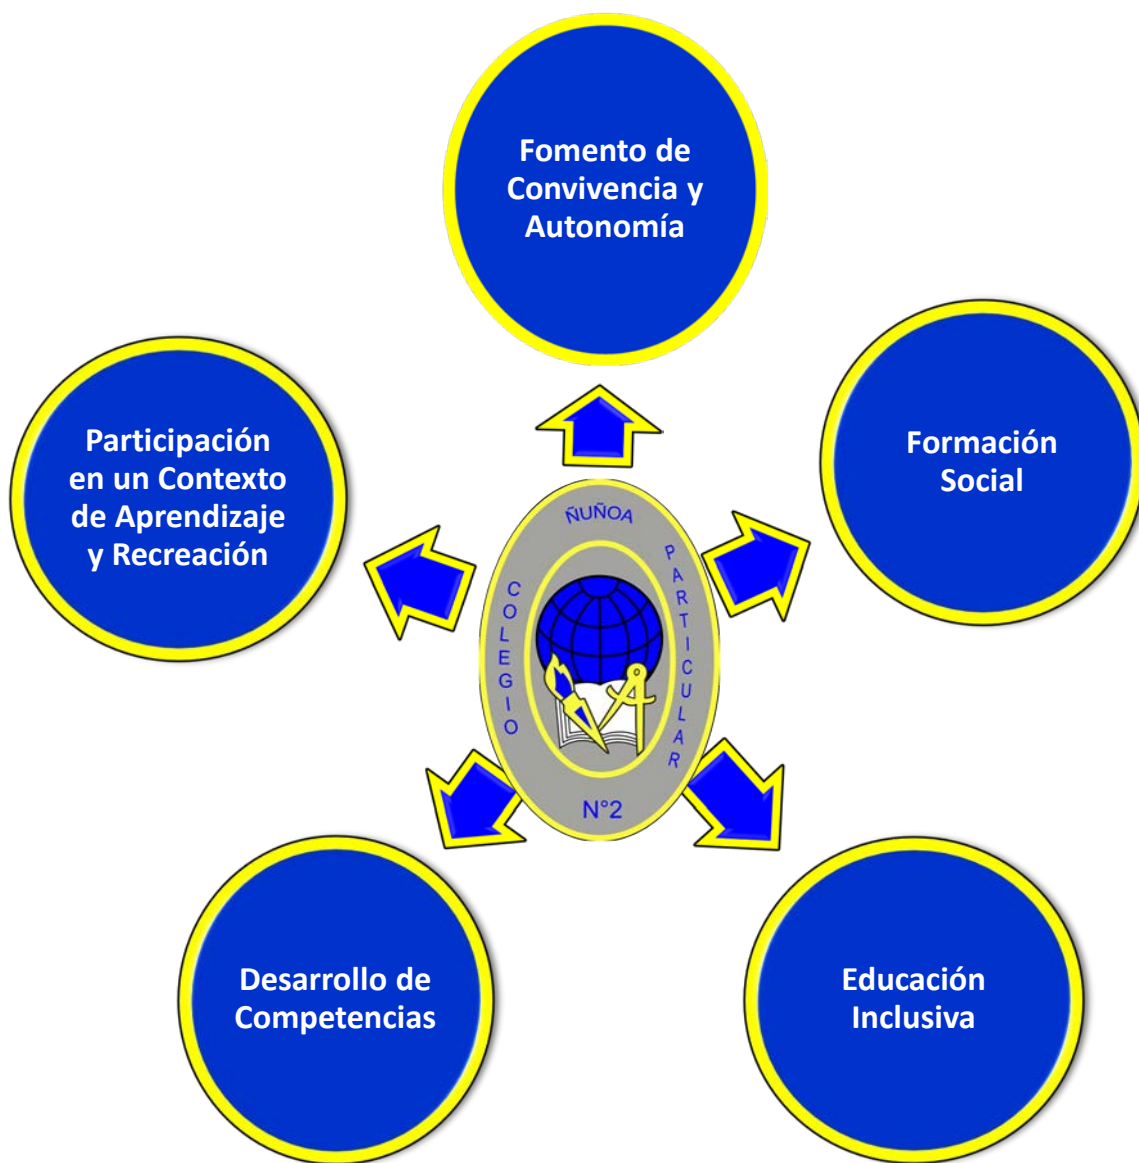 Fomento de
Convivencia y
Autonomía
Formación
Social
Participación
en un Contexto
de Aprendizaje
y Recreación
COLEGIO
ÑUÑOA
PARTICULAR
N°2
Desarrollo de
Competencias
Educación
Inclusiva